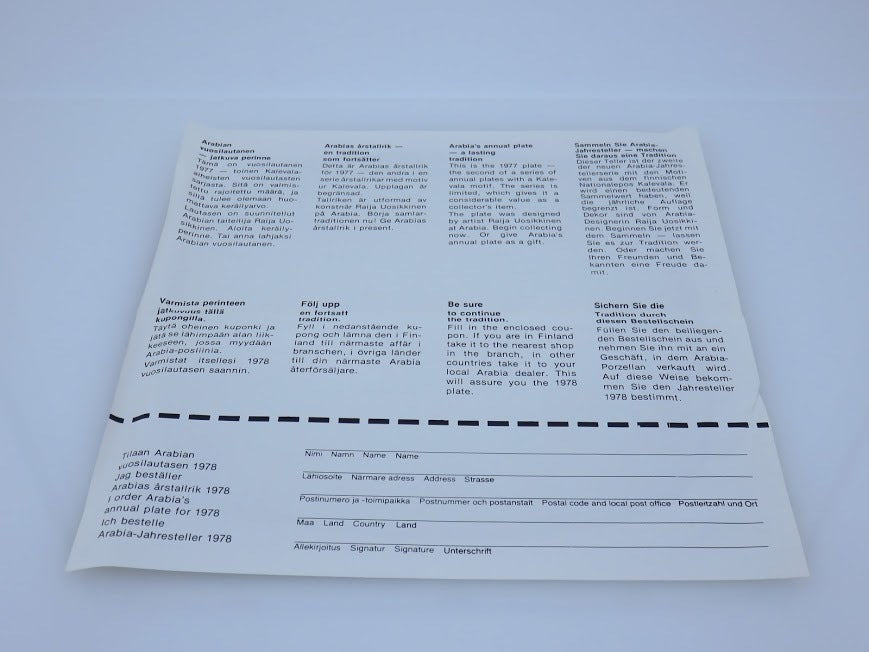 Arabian
vuosilautanen
— jatkuva perinne
Tämä on vuosilautanen
1977 — toinen Kalevala-
aiheisten vuosilautasten
sarjasta. Sitä on valmis-
tettu rajoitettu määrä, ja
sillä tulee olemaan huo-
mattava keräilyarvo
Lautasen on suunnitellut
Arabian taiteilija Raija Uo-
sikkinen. Aloita keräily-
perinne. Tai anna lahjaksi
Arabian vuosilautanen.
Arabias årstallrik —
en tradition
som fortsätter
Detta är Arabias årstallrik
för 1977 — den andra i en
serie årstallrikar med motiv
ur Kalevala. Upplagan är
begränsad.
Tallriken är utformad av
konstnär Raija Uosikkinen
på Arabia. Börja samlar-
traditionen nu! Ge Arabias
årstallrik i present.
Arabia's annual plate
— a lasting
tradition
This is the 1977 plate —
the second of a series of
annual plates with a Kale-
vala motif. The series is
limited, which gives it a
considerable value as a
collector's item.
The plate was designed
by artist Raija Uosikkinen
at Arabia. Begin collecting
now. Or give Arabia's
annual plate as a gift.
Sammeln Sie Arabia-
Jahresteller — machen
Sie daraus eine Tradition
Dieser Teller ist der zweite
der neuen Arabia-Jahres-
tellerserie mit den Moti-
ven aus dem finnischen
Nationalepos Kalevala. Er
wird einen bedeutenden
Sammelwert haben, weil
die jährliche Auflage
begrenzt ist. Form und
Dekor sind von Arabia-
Designerin Raija Uosikki-
nen. Beginnen Sie jetzt mit
dem Sammeln — lassen
Sie es zur Tradition wer-
den. Oder machen Sie
Ihren Freunden und Be-
kannten eine Freude da-
mit.
Varmista perinteen
jatkuvuus tällä
kupongilla.
Täytä oheinen kuponki ja
jätä se lähimpään alan liik-
keeseen, jossa myydään
Arabia-posliinia.
Varmistat itsellesi 1978
vuosilautasen saannin.
Följ upp
en fortsatt
tradition.
Fyll i nedanstående ku-
pong och lämna den i Fin-
land till närmaste affär i
branschen, i övriga länder
till din närmaste Arabia
återförsäljare.
Be sure
to continue
the tradition.
Fill in the enclosed cou-
pon. If you are in Finland
take it to the nearest shop
in the branch, in other
countries take it to your
local Arabia dealer. This
will assure you the 1978
plate.
Sichern Sie die
Tradition durch
diesen Bestellschein
Füllen Sie den beiliegen-
den Bestellschein aus und
nehmen Sie ihn mit an ein
Geschäft, in dem Arabia-
Porzellan verkauft wird.
Auf diese Weise bekom-
men Sie den Jahresteller
1978 bestimmt.
Tilaan Arabian
vuosilautasen 1978
Jag beställer
Arabias årstallrik 1978
I order Arabia's
annual plate for 1978
Ich bestelle
Arabia-Jahresteller 1978
Nimi Namn Name Name
Lähiosoite Närmare adress Address Strasse
Postinumero ja -toimipaikka Postnummer och postanstalt Postal code and local post office Postleitzahl und Ort
Maa Land Country Land
Allekirjoitus Signatur Signature Unterschrift